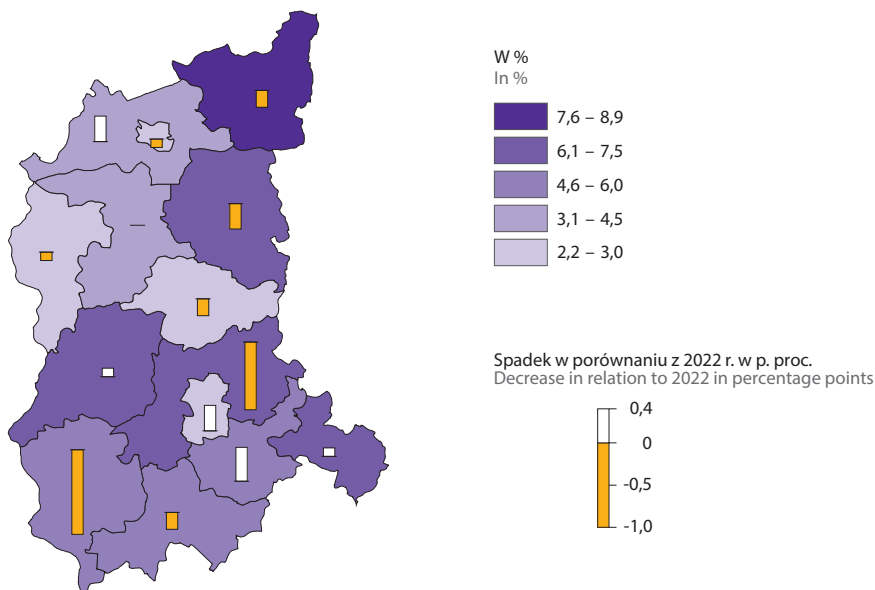 W %
In %
7,6 – 8,9
6,1 – 7,5
4,6 – 6,0
3,1 – 4,5
2,2 – 3,0
Spadek w porównaniu z 2022 r. w p. proc.
Decrease in relation to 2022 in percentage points
0,4
0
-0,5
-1,0